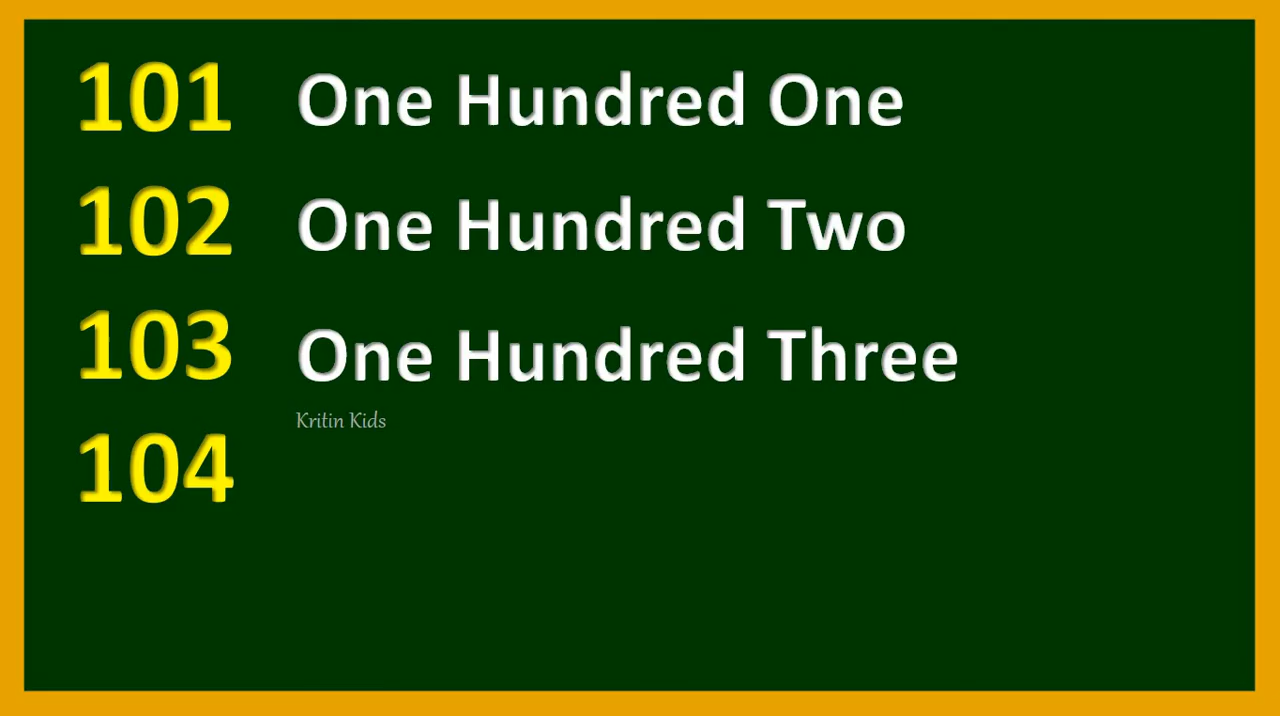 101 One Hundred One
102 One Hundred Two
103 One Hundred Three
Kritin Kids
104